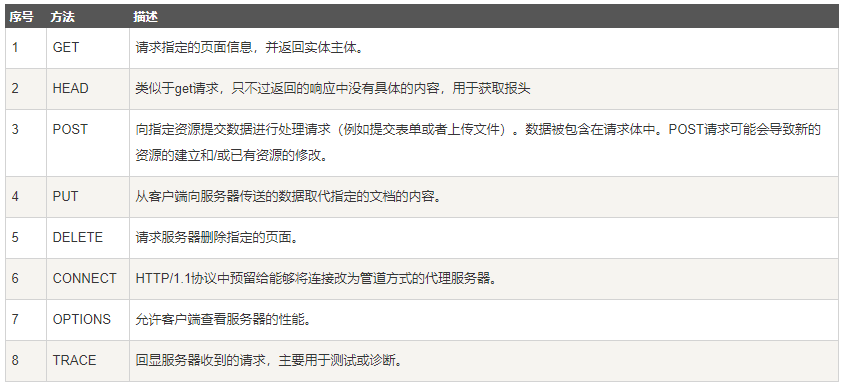 序号 方法 描述
1 GET 请求指定的页面信息，并返回实体主体。
2 HEAD 类似于get请求，只不过返回的响应中没有具体的内容，用于获取报头
3 POST 向指定资源提交数据进行处理请求（例如提交表单或者上传文件）。数据被包含在请求体中。POST请求可能会导致新的
资源的建立和/或已有资源的修改。
4 PUT 从客户端向服务器传送的数据取代指定的文档的内容。
5 DELETE 请求服务器删除指定的页面。
6 CONNECT HTTP/1.1协议中预留给能够将连接改为管道方式的代理服务器。
7 OPTIONS 允许客户端查看服务器的性能。
8 TRACE 回显服务器收到的请求，主要用于测试或诊断。